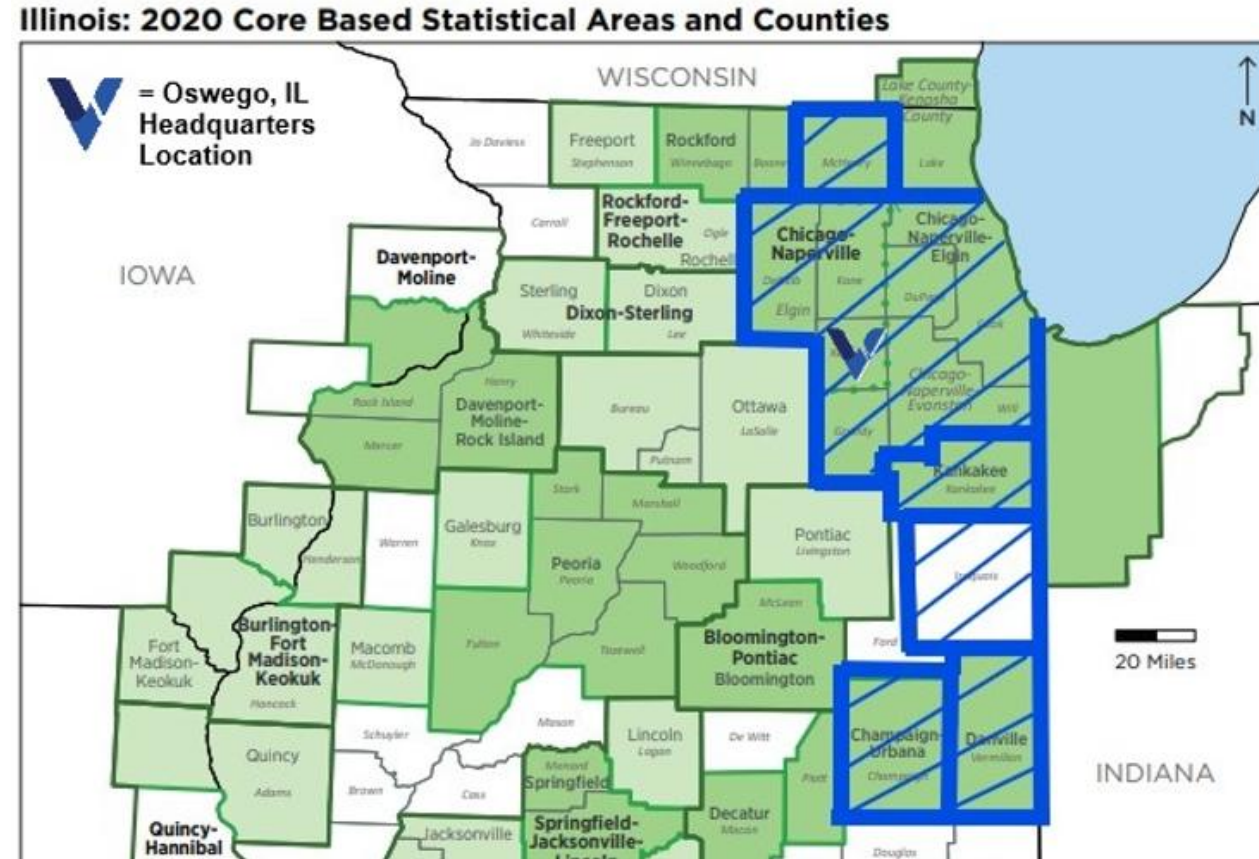 Illinois: 2020 Core Based Statistical Areas and Counties
= Oswego, IL
Headquarters
Location
WISCONSIN
N
Lake County-
Kenosha
County
Jo Daviess
Freeport
Stephenson
Rockford
Winnebago
Boone
McHenry
Lake
Carroll
Rockford-
Freeport-
Rochelle
Ogle
Rochell
Chicago-
Naperville
Chicago-
Naperville-
Elgin
Kane
DuPage
Elgin
Cook
IOWA
Davenport-
Moline
Sterling
Dixon
Dixon-Sterling
Whiteside
Lee
Henry
Davenport-
Moline-
Rock Island
Rock Island
Mercer
Bureau
Putnam
Ottawa
LaSalle
Chicago-
Naperville-
Evanston
Will
Grundy
Kankakee
Kankakee
Stark
Marshall
Burlington
Henderson
Warren
Galesburg
Knox
Peoria
Peoria
Woodford
Pontiac
Livingston
Iroquois
McLean
Fort
Madison-
Keokuk
Burlington-
Fort
Madison-
Keokuk
Hancock
Macomb
McDonough
Fulton
Tazewell
Bloomington-
Pontiac
Bloomington
Ford
20 Miles
Quincy
Adams
Schuyler
Brown
Mason
Cass
Menard
Springfield
Lincoln
Logan
De Witt
Piatt
Champaign-
Urbana
Champaign
Danville
Vermilion
INDIANA
Quincy-
Hannibal
Jacksonville
Springfield-
Jacksonville-
Lincoln
Decatur
Macon
Douglas